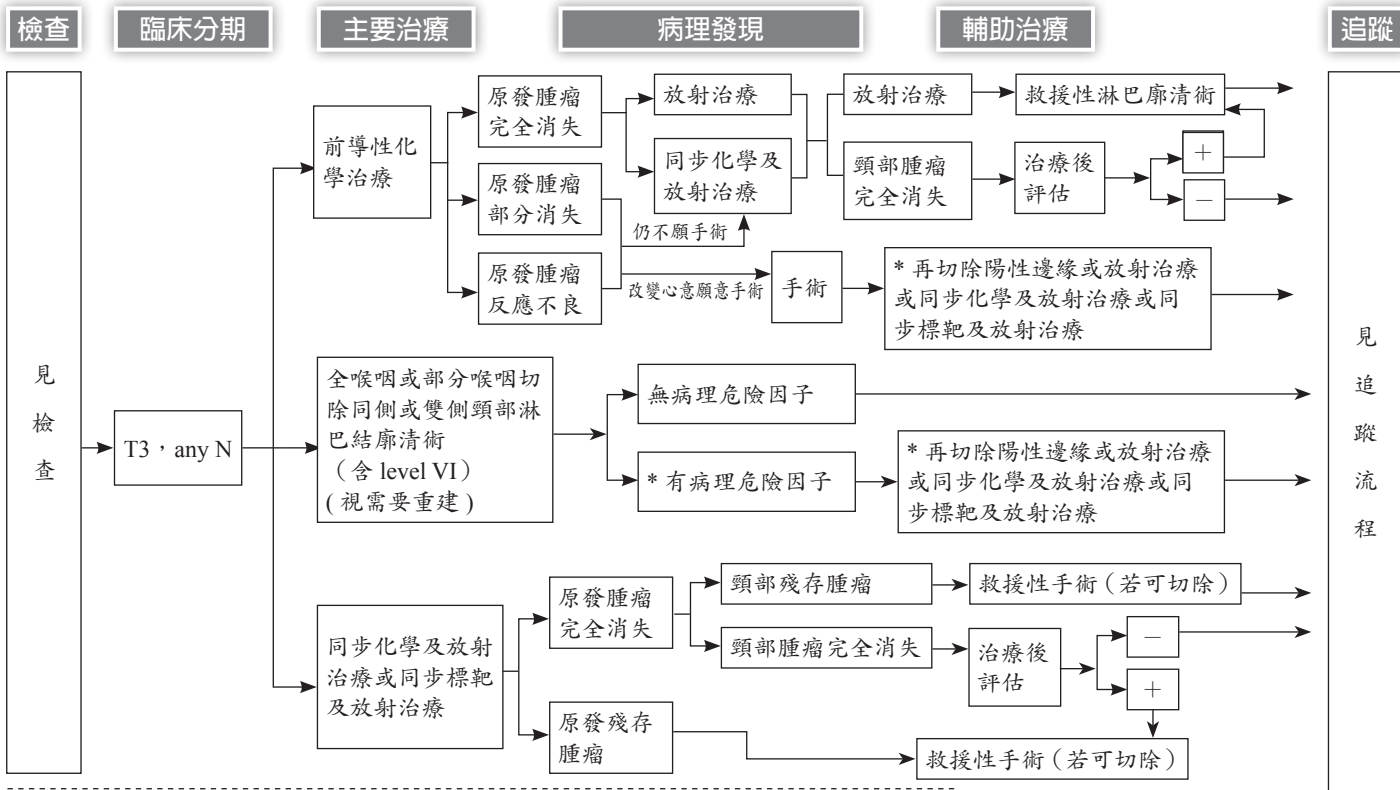 檢查
臨床分期
主要治療
病理發現
輔助治療
追蹤
見
檢
查
T3，any N
前導性化
學治療
原發腫瘤
完全消失
原發腫瘤
部分消失
原發腫瘤
反應不良
放射治療
同步化學及
放射治療
仍不願手術
改變心意願意手術
手術
放射治療
頸部腫瘤
完全消失
救援性淋巴廓清術
治療後
評估
＋
－
* 再切除陽性邊緣或放射治療
或同步化學及放射治療或同
步標靶及放射治療
全喉咽或部分喉咽切
除同側或雙側頸部淋
巴結廓清術
（含 level VI）
( 視需要重建 )
無病理危險因子
* 有病理危險因子
* 再切除陽性邊緣或放射治療
或同步化學及放射治療或同
步標靶及放射治療
同步化學及放射
治療或同步標靶
及放射治療
原發腫瘤
完全消失
原發殘存
腫瘤
頸部殘存腫瘤
頸部腫瘤完全消失
救援性手術（若可切除）
治療後
評估
－
＋
救援性手術（若可切除）
見
追
蹤
流
程